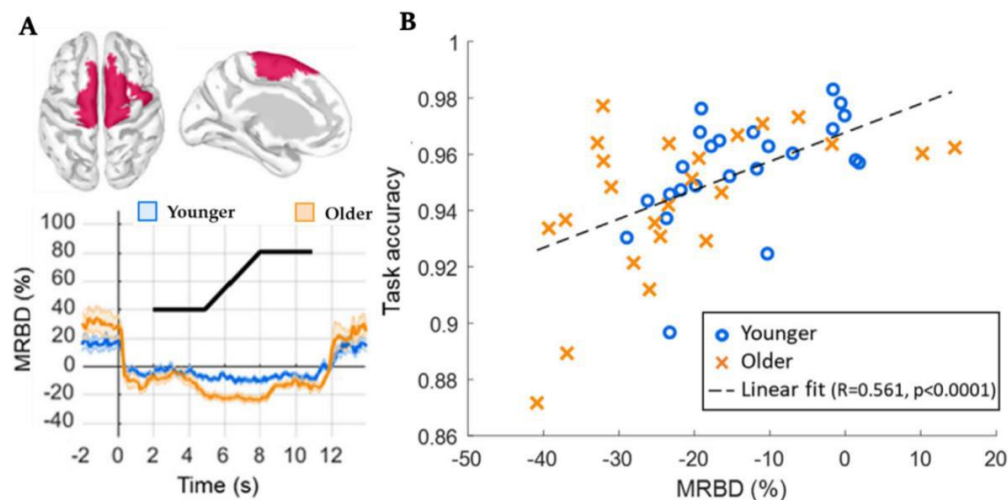 A
Younger
Older
100
80
60
40
20
0
-20
-40
MRBD (%)
-2
0
2
4
6
8
10
12
Time (s)
B
1
0.98
0.96
0.94
0.92
0.9
0.88
0.86
Task accuracy
Younger
Older
Linear fit (R=0.561, p<0.0001)
-50
-40
-30
-20
-10
0
10
20
MRBD (%)